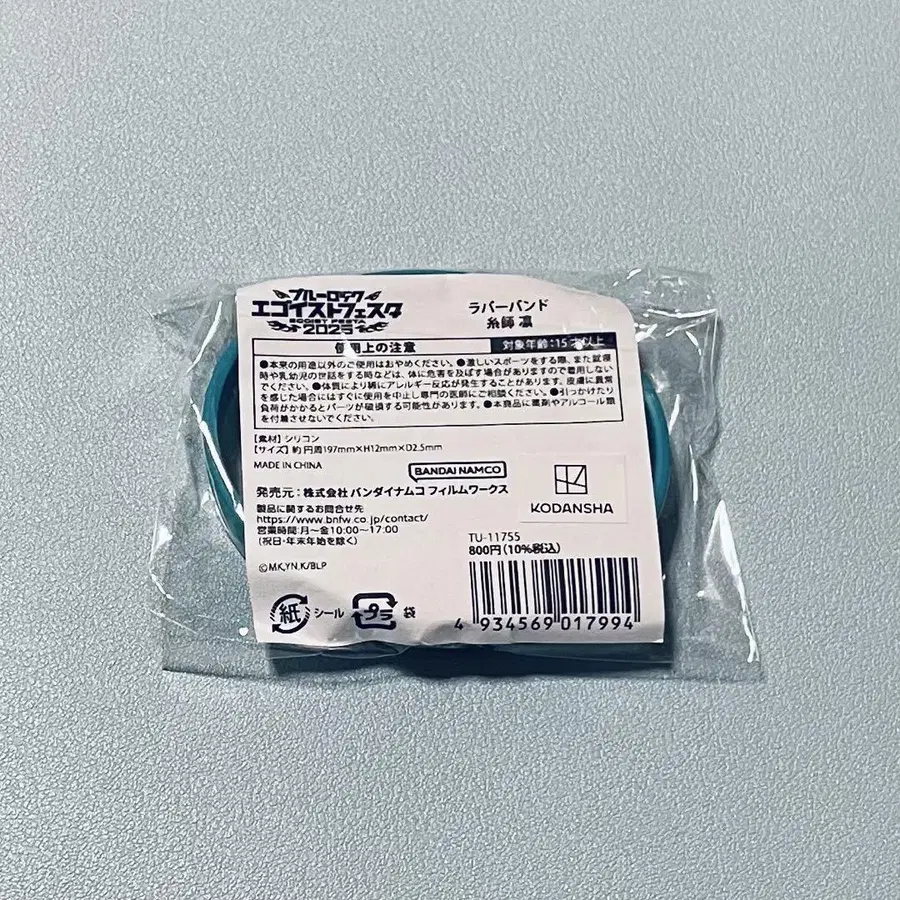 ブルーロック
エゴイストフェスタ
EGOIST FESTA
2025
ラバーバンド
糸師 凛
使用上の注意
対象年齢:15才以上
●本来の用途以外のご使用はおやめください。●激しいスポーツをする際、また就寝
時や乳幼児の世話をする時などは、体に危害を及ぼす場合がありますので着用しない
でください。●体質により稀にアレルギー反応が発生することがあります。皮膚に異常
を感じた場合にはすぐに使用を中止し専門の医師にご相談ください。●引っかけたり
負荷がかかるとパーツが破損する可能性があります。●本商品に薬剤やアルコール類
を付着させないでください。
【素材】シリコン
【サイズ】約 円周197mm×H12mm×D2.5mm
MADE IN CHINA
BANDAI NAMCO
発売元:株式会社 バンダイナムコ フィルムワークス
製品に関するお問合せ先
https://www.bnfw.co.jp/contact/
営業時間:月~金10:00~17:00
(祝日・年末年始を除く)
KODANSHA
TU-11755
800円(10%税込)
©M.K,Y.N.K/BLP
紙 シール プラ 袋
4 934569 017994